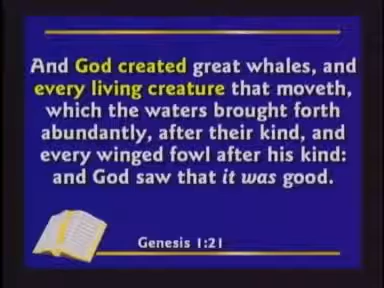 And God created great whales, and
every living creature that moveth,
which the waters brought forth
abundantly, after their kind, and
every winged fowl after his kind:
and God saw that it was good.
Genesis 1:21